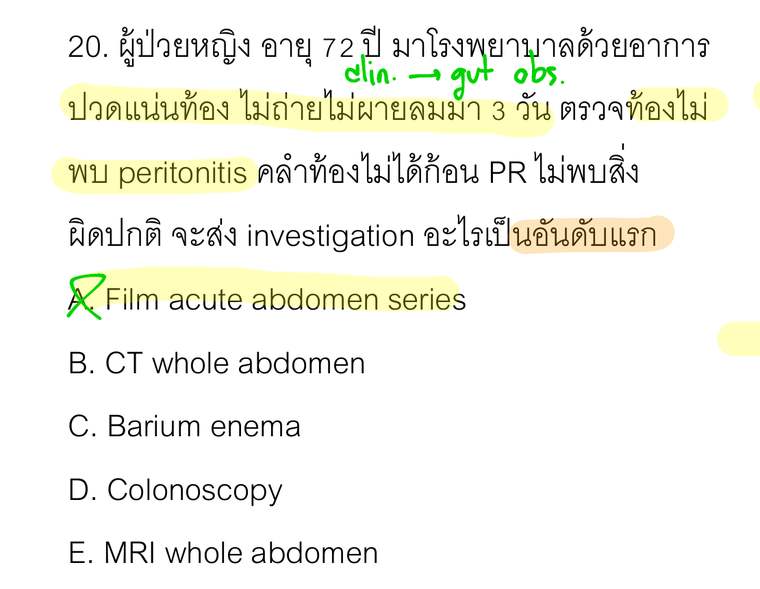 20. ผู้ป่วยหญิง อายุ 72 ปี มาโรงพยาบาลด้วยอาการ
clin. → gut obs.
ปวดแน่นท้อง ไม่ถ่ายไม่ผายลมมา 3 วัน ตรวจท้องไม่
พบ peritonitis คลำท้องไม่ได้ก้อน PR ไม่พบสิ่ง
ผิดปกติ จะส่ง investigation อะไรเป็นอันดับแรก
A. Film acute abdomen series
B. CT whole abdomen
C. Barium enema
D. Colonoscopy
E. MRI whole abdomen